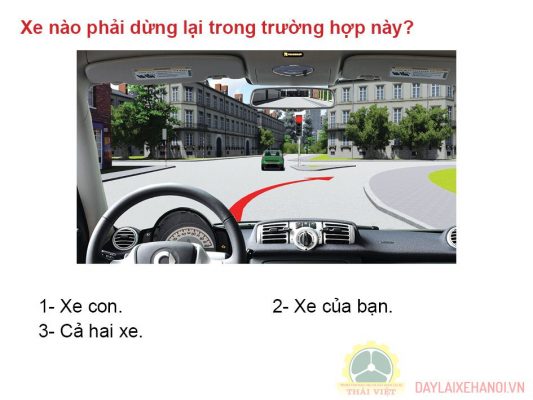 Xe nào phải dừng lại trong trường hợp này?
1- Xe con.
2- Xe của bạn.
3- Cả hai xe.
THÁI VIỆT
DAYLAIXEHANOI.VN